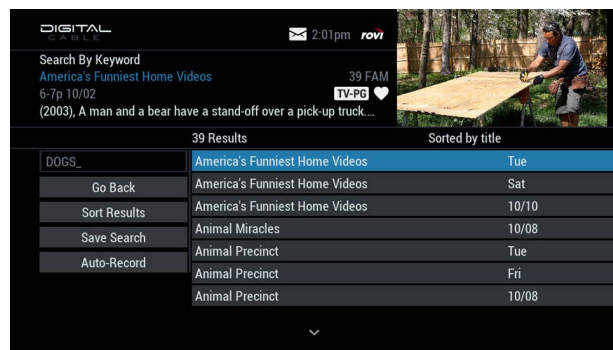 DIGITAL
CABLE
2:01pm rovi
Search By Keyword
America's Funniest Home Videos 39 FAM
6-7p 10/02 TV-PG
(2003), A man and a bear have a stand-off over a pick-up truck....
39 Results Sorted by title
DOGS_
Go Back
Sort Results
Save Search
Auto-Record
America's Funniest Home Videos Tue
America's Funniest Home Videos Sat
America's Funniest Home Videos 10/10
Animal Miracles 10/08
Animal Precinct Tue
Animal Precinct Fri
Animal Precinct 10/08